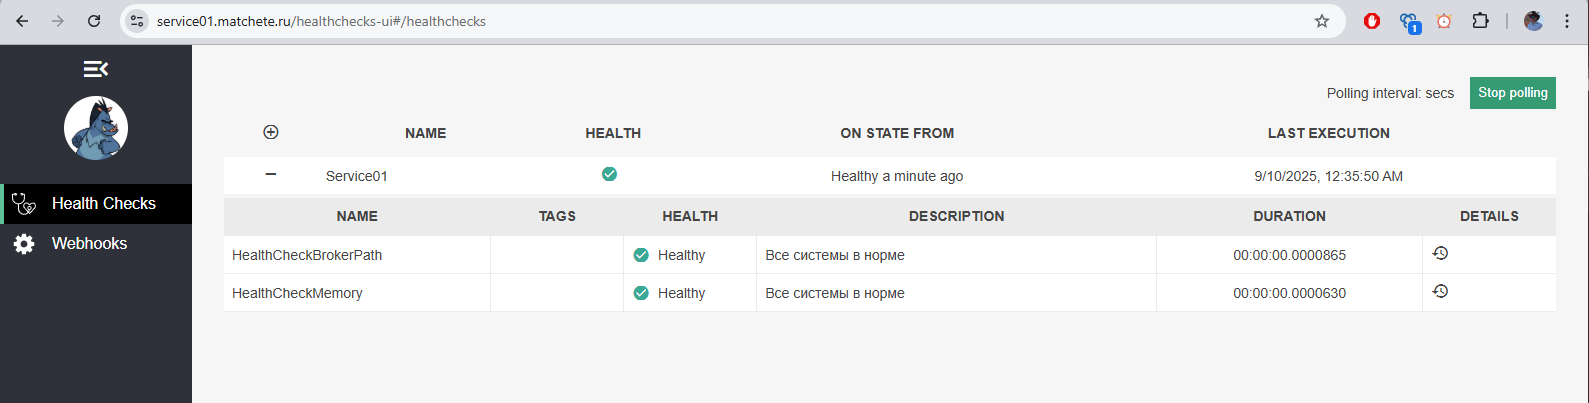 service01.matchete.ru/healthchecks-ui#/healthchecks
1
Polling interval: secs Stop polling
NAME HEALTH ON STATE FROM LAST EXECUTION
Service01 Healthy a minute ago 9/10/2025, 12:35:50 AM
Health Checks
Webhooks
NAME TAGS HEALTH DESCRIPTION DURATION DETAILS
HealthCheckBrokerPath Healthy Все системы в норме 00:00:00.0000865
HealthCheckMemory Healthy Все системы в норме 00:00:00.0000630